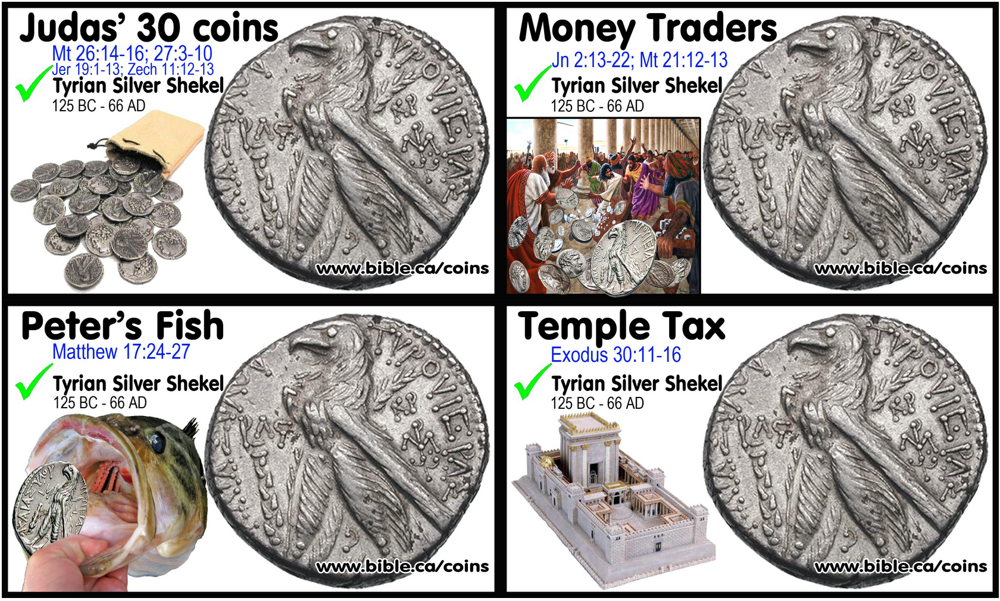 Judas' 30 coins
Mt 26:14-16; 27:3-10
Jer 19:1-13; Zech 11:12-13
Tyrian Silver Shekel
125 BC - 66 AD
www.bible.ca/coins
Money Traders
Jn 2:13-22; Mt 21:12-13
Tyrian Silver Shekel
125 BC - 66 AD
www.bible.ca/coins
Peter's Fish
Matthew 17:24-27
Tyrian Silver Shekel
125 BC - 66 AD
www.bible.ca/coins
Temple Tax
Exodus 30:11-16
Tyrian Silver Shekel
125 BC - 66 AD
www.bible.ca/coins